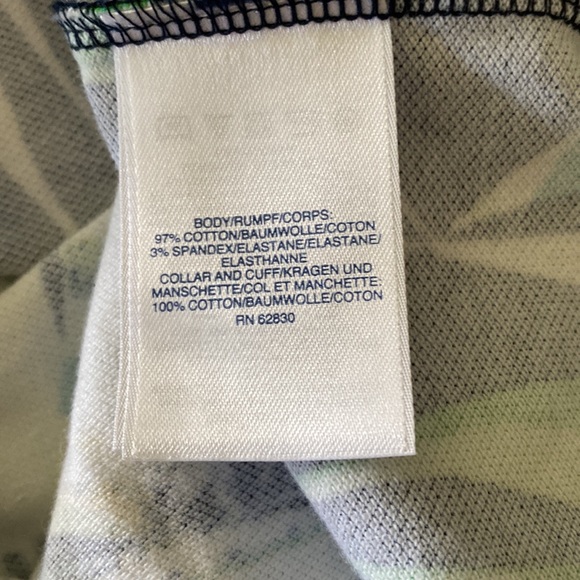 BODY/RUMPF/CORPS:
97% COTTON/BAUMWOLLE/COTON
3% SPANDEX/ELASTANE/ELASTANE/
ELASTHANNE
COLLAR AND CUFF/KRAGEN UND
MANSCHETTE/COL ET MANCHETTE:
100% COTTON/BAUMWOLLE/COTON
RN 62830